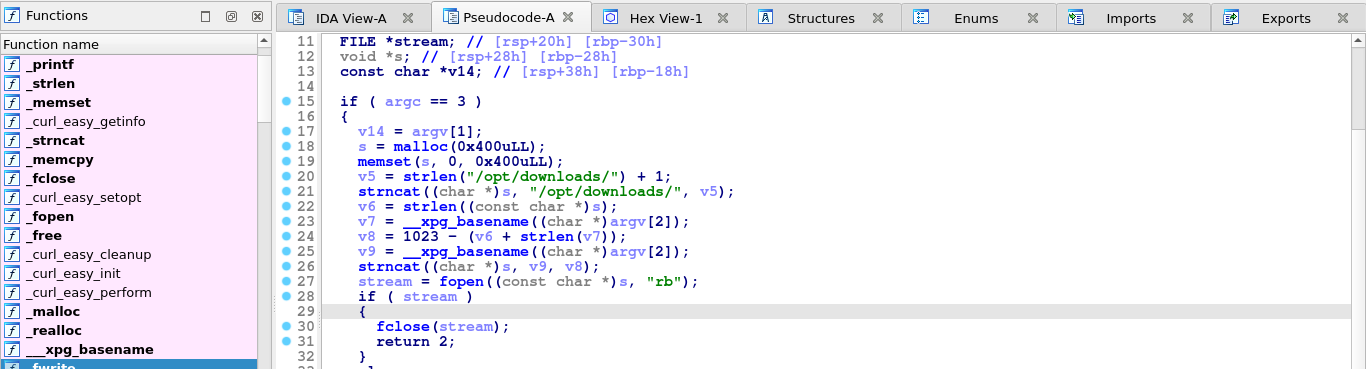 Functions
Function name
_printf
_strlen
_memset
_curl_easy_getinfo
_strncat
_memcpy
_fclose
_curl_easy_setopt
_fopen
_free
_curl_easy_cleanup
_curl_easy_init
_curl_easy_perform
_malloc
_realloc
___xpg_basename
_fwrite
IDA View-A
Pseudocode-A
Hex View-1
Structures
Enums
Imports
Exports
11 FILE *stream; // [rsp+20h] [rbp-30h]
12 void *s; // [rsp+28h] [rbp-28h]
13 const char *v14; // [rsp+38h] [rbp-18h]
14
15 if ( argc == 3 )
16 {
17 v14 = argv[1];
18 s = malloc(0x400uLL);
19 memset(s, 0, 0x400uLL);
20 v5 = strlen("/opt/downloads/") + 1;
21 strncat((char *)s, "/opt/downloads/", v5);
22 v6 = strlen((const char *)s);
23 v7 = __xpg_basename((char *)argv[2]);
24 v8 = 1023 - (v6 + strlen(v7));
25 v9 = __xpg_basename((char *)argv[2]);
26 strncat((char *)s, v9, v8);
27 stream = fopen((const char *)s, "rb");
28 if ( stream )
29 {
30 fclose(stream);
31 return 2;
32 }